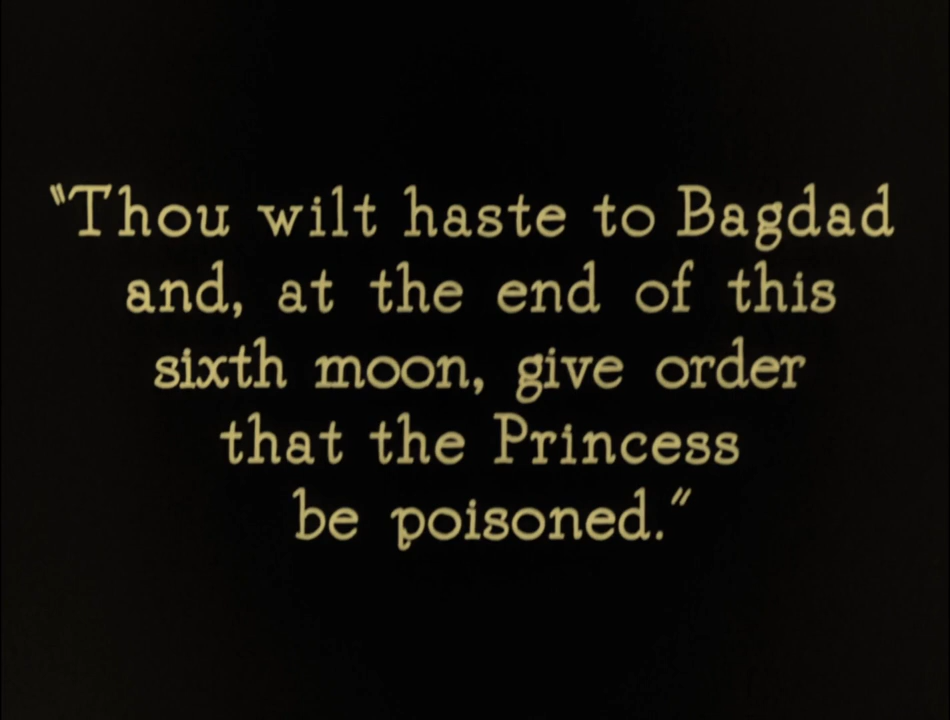 "Thou wilt haste to Bagdad
and, at the end of this
sixth moon, give order
that the Princess
be poisoned."